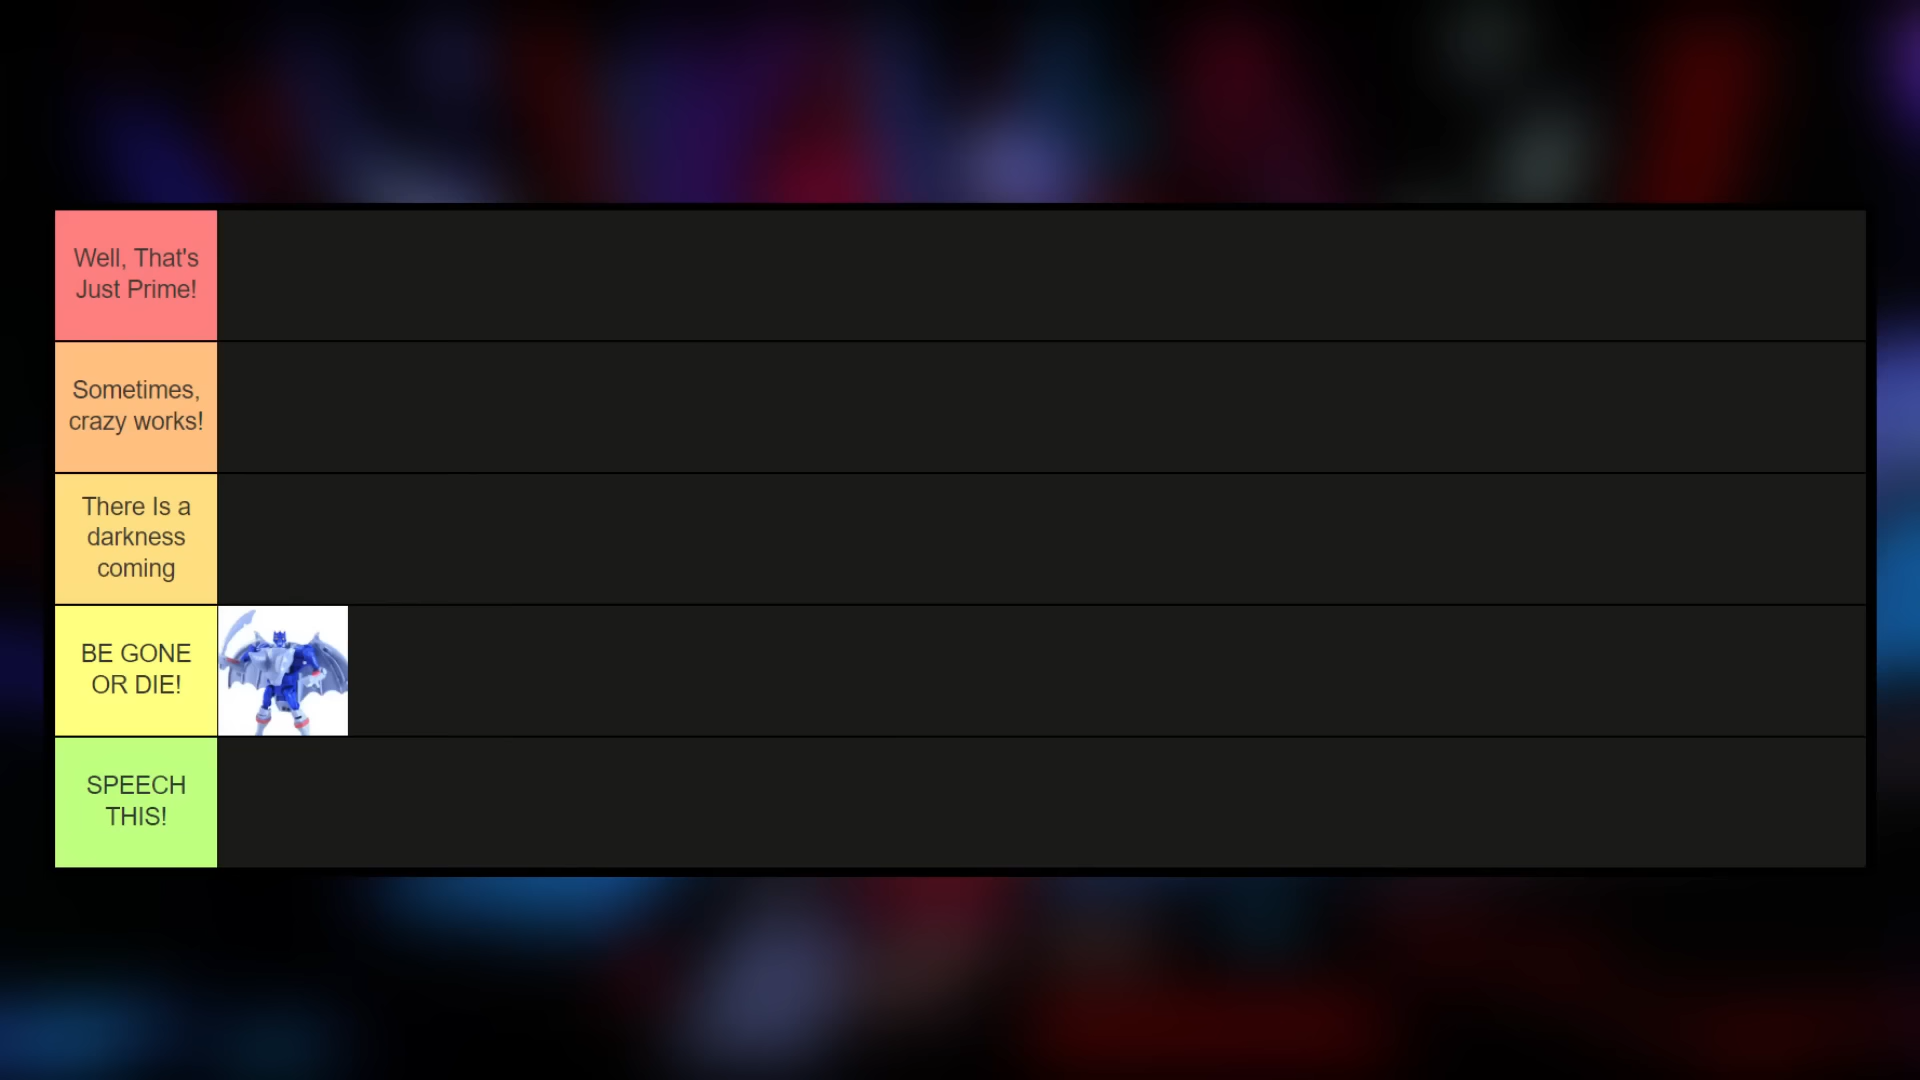 Well, That's
Just Prime!
Sometimes,
crazy works!
There Is a
darkness
coming
BE GONE
OR DIE!
SPEECH
THIS!